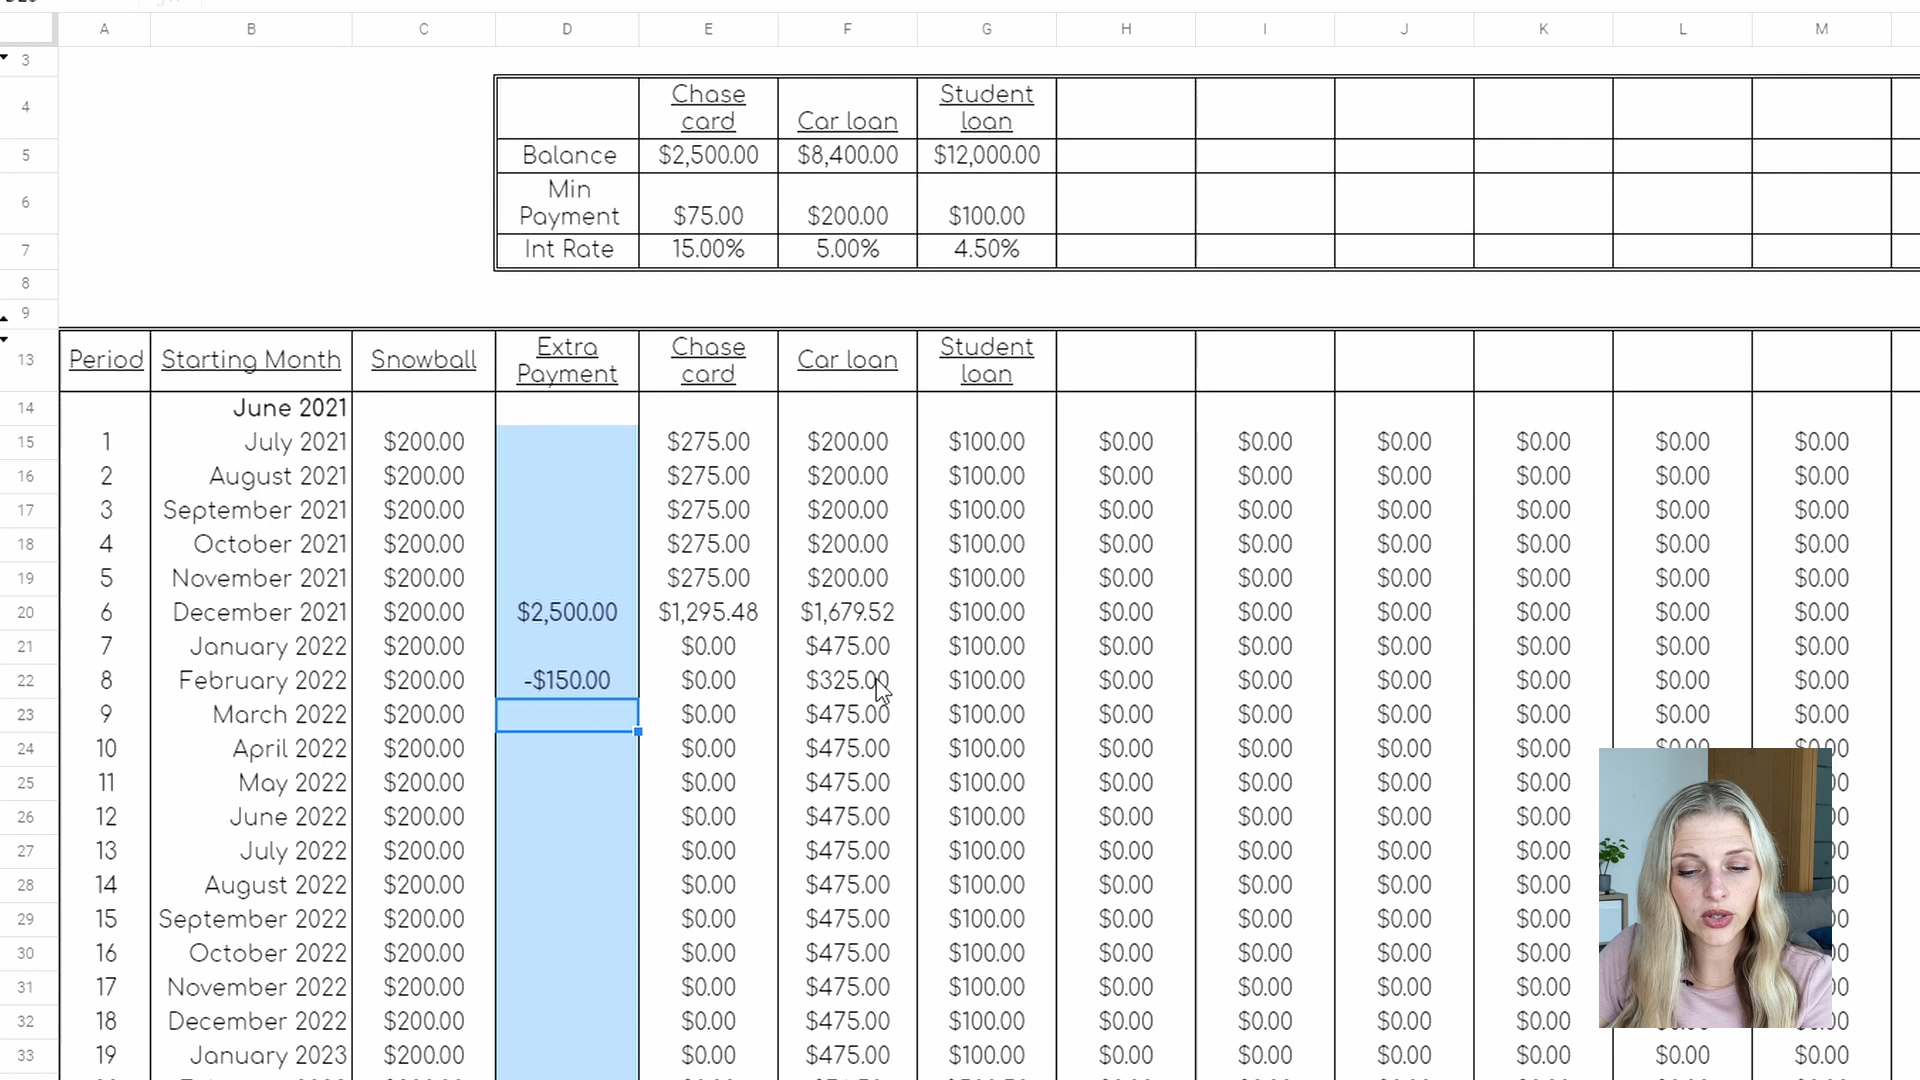 A B C D E F G H I J K L M
3
4 Chase card Car loan Student loan
5 Balance $2,500.00 $8,400.00 $12,000.00
6 Min Payment $75.00 $200.00 $100.00
7 Int Rate 15.00% 5.00% 4.50%
8
9
13 Period Starting Month Snowball Extra Payment Chase card Car loan Student loan
14 June 2021
15 1 July 2021 $200.00 $275.00 $200.00 $100.00 $0.00 $0.00 $0.00 $0.00 $0.00 $0.00
16 2 August 2021 $200.00 $275.00 $200.00 $100.00 $0.00 $0.00 $0.00 $0.00 $0.00 $0.00
17 3 September 2021 $200.00 $275.00 $200.00 $100.00 $0.00 $0.00 $0.00 $0.00 $0.00 $0.00
18 4 October 2021 $200.00 $275.00 $200.00 $100.00 $0.00 $0.00 $0.00 $0.00 $0.00 $0.00
19 5 November 2021 $200.00 $275.00 $200.00 $100.00 $0.00 $0.00 $0.00 $0.00 $0.00 $0.00
20 6 December 2021 $200.00 $2,500.00 $1,295.48 $1,679.52 $100.00 $0.00 $0.00 $0.00 $0.00 $0.00 $0.00
21 7 January 2022 $200.00 $0.00 $475.00 $100.00 $0.00 $0.00 $0.00 $0.00 $0.00 $0.00
22 8 February 2022 $200.00 -$150.00 $0.00 $325.00 $100.00 $0.00 $0.00 $0.00 $0.00 $0.00 $0.00
23 9 March 2022 $200.00 $0.00 $475.00 $100.00 $0.00 $0.00 $0.00 $0.00 $0.00 $0.00
24 10 April 2022 $200.00 $0.00 $475.00 $100.00 $0.00 $0.00 $0.00 $0.00
25 11 May 2022 $200.00 $0.00 $475.00 $100.00 $0.00 $0.00 $0.00 $0.00
26 12 June 2022 $200.00 $0.00 $475.00 $100.00 $0.00 $0.00 $0.00 $0.00
27 13 July 2022 $200.00 $0.00 $475.00 $100.00 $0.00 $0.00 $0.00 $0.00
28 14 August 2022 $200.00 $0.00 $475.00 $100.00 $0.00 $0.00 $0.00 $0.00
29 15 September 2022 $200.00 $0.00 $475.00 $100.00 $0.00 $0.00 $0.00 $0.00
30 16 October 2022 $200.00 $0.00 $475.00 $100.00 $0.00 $0.00 $0.00 $0.00
31 17 November 2022 $200.00 $0.00 $475.00 $100.00 $0.00 $0.00 $0.00 $0.00
32 18 December 2022 $200.00 $0.00 $475.00 $100.00 $0.00 $0.00 $0.00 $0.00
33 19 January 2023 $200.00 $0.00 $475.00 $100.00 $0.00 $0.00 $0.00 $0.00 $0.00 $0.00